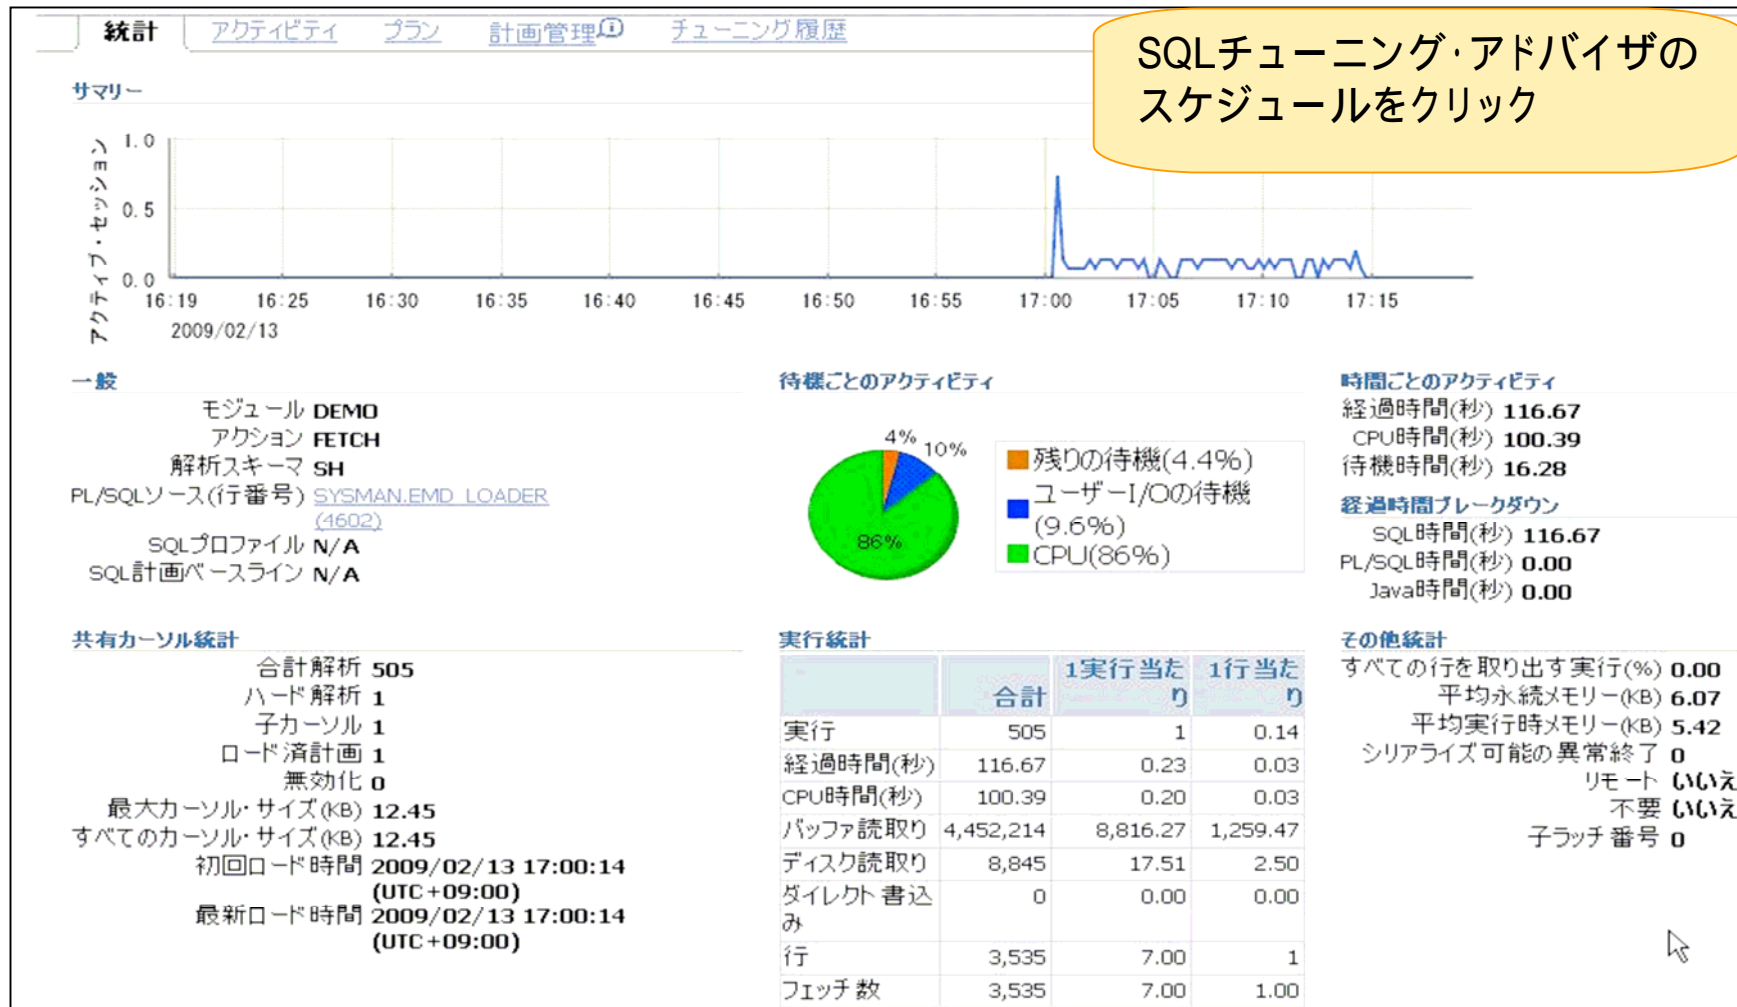 統計 アクティビティ プラン 計画管理 チューニング履歴
SQLチューニング・アドバイザの
スケジュールをクリック
サマリー
アクティブ・セッション
1.0
0.5
0.0
16:19 16:25 16:30 16:35 16:40 16:45 16:50 16:55 17:00 17:05 17:10 17:15
2009/02/13
一般
モジュール DEMO
アクション FETCH
解析スキーマ SH
PL/SQLソース(行番号) SYSMAN.EMD_LOADER
(4602)
SQLプロファイル N/A
SQL計画ベースライン N/A
待機ごとのアクティビティ
4%
10%
86%
残りの待機(4.4%)
ユーザーI/Oの待機
(9.6%)
CPU(86%)
時間ごとのアクティビティ
経過時間(秒) 116.67
CPU時間(秒) 100.39
待機時間(秒) 16.28
経過時間ブレークダウン
SQL時間(秒) 116.67
PL/SQL時間(秒) 0.00
Java時間(秒) 0.00
共有カーソル統計
合計解析 505
ハード解析 1
子カーソル 1
ロード済計画 1
無効化 0
最大カーソル・サイズ(KB) 12.45
すべてのカーソル・サイズ(KB) 12.45
初回ロード時間 2009/02/13 17:00:14
(UTC+09:00)
最新ロード時間 2009/02/13 17:00:14
(UTC+09:00)
実行統計
合計 1実行当たり 1行当たり
実行 505 1 0.14
経過時間(秒) 116.67 0.23 0.03
CPU時間(秒) 100.39 0.20 0.03
バッファ読取り 4,452,214 8,816.27 1,259.47
ディスク読取り 8,845 17.51 2.50
ダイレクト書込み 0 0.00 0.00
行 3,535 7.00 1
フェッチ数 3,535 7.00 1.00
その他統計
すべての行を取り出す実行(%) 0.00
平均永続メモリー(KB) 6.07
平均実行時メモリー(KB) 5.42
シリアライズ可能の異常終了 0
リモート いいえ
不要 いいえ
子ラッチ番号 0